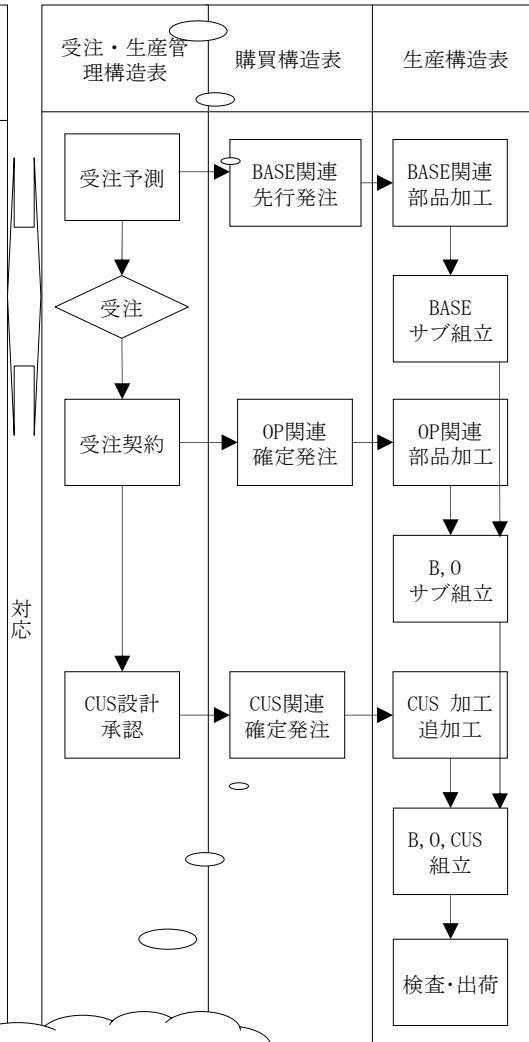 受注・生産管
理構造表
購買構造表
生産構造表
受注予測
BASE関連
先行発注
BASE関連
部品加工
受注
BASE
サブ組立
受注契約
OP関連
確定発注
OP関連
部品加工
B,O
サブ組立
対
応
CUS設計
承認
CUS関連
確定発注
CUS 加工
追加工
B,O,CUS
組立
検査・出荷